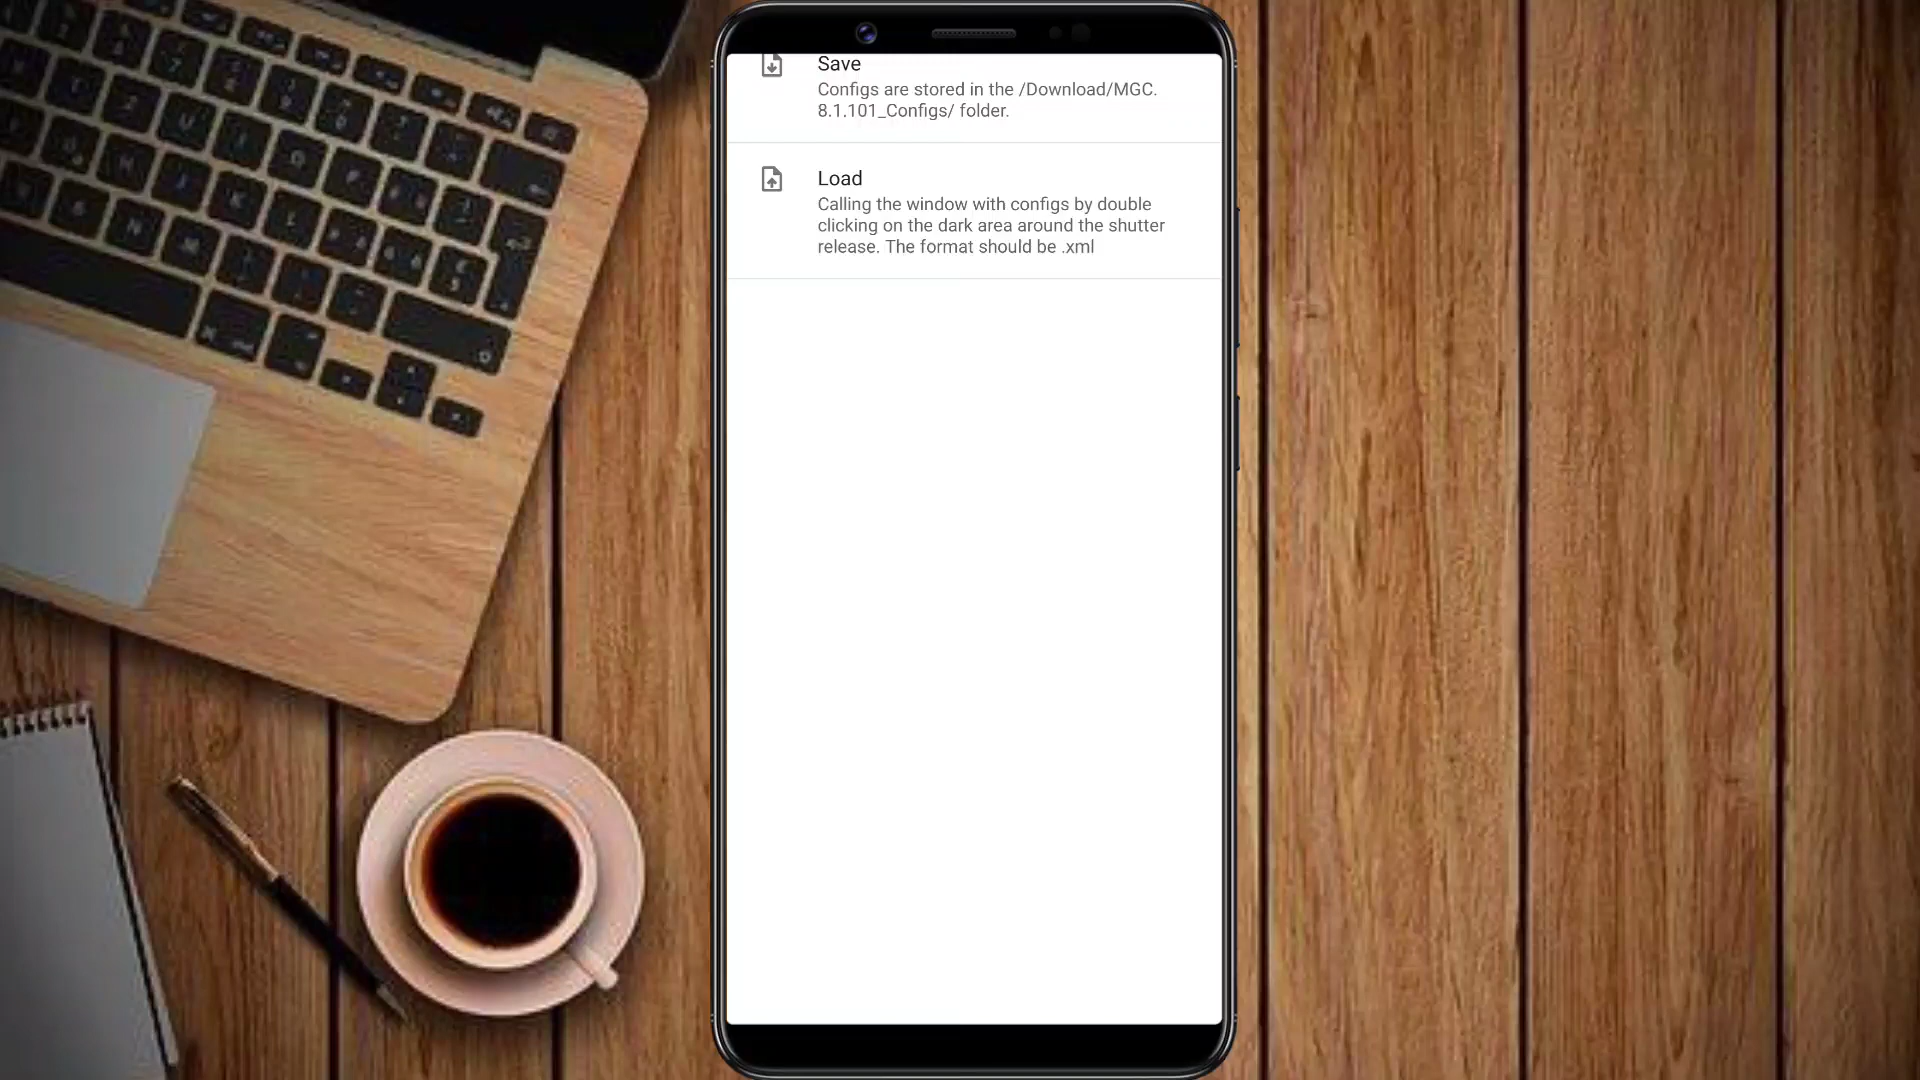 Save
Configs are stored in the /Download/MGC.
8.1.101_Configs/ folder.
Load
Calling the window with configs by double
clicking on the dark area around the shutter
release. The format should be .xml